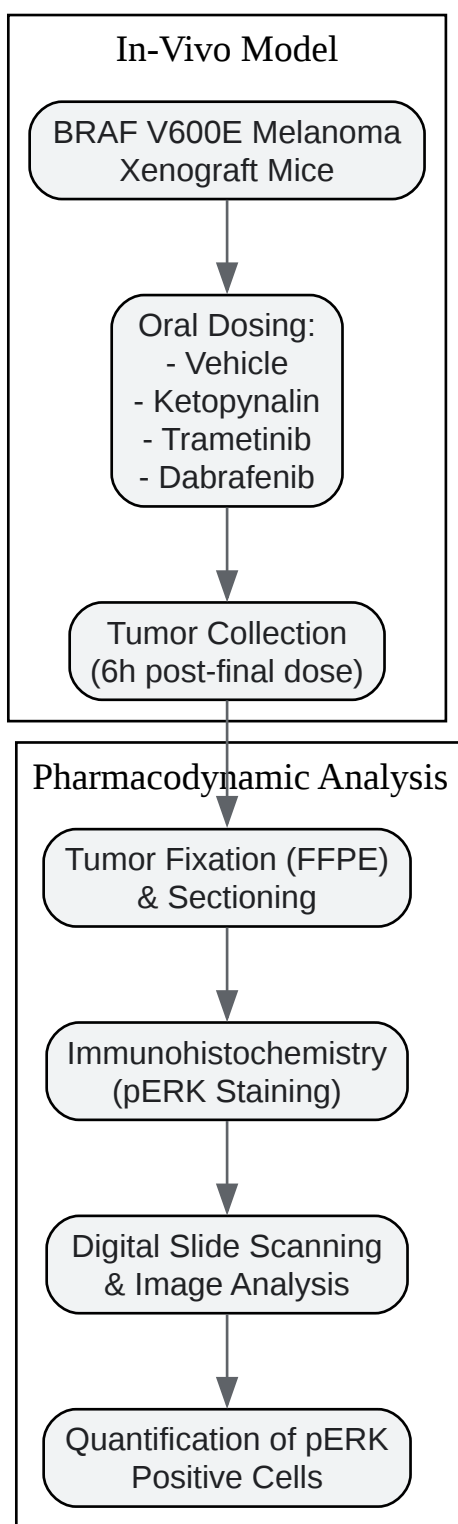 In-Vivo Model
BRAF V600E Melanoma
Xenograft Mice
Oral Dosing:
- Vehicle
- Ketopynalin
- Trametinib
- Dabrafenib
Tumor Collection
(6h post-final dose)
Pharmacodynamic Analysis
Tumor Fixation (FFPE)
& Sectioning
Immunohistochemistry
(pERK Staining)
Digital Slide Scanning
& Image Analysis
Quantification of pERK
Positive Cells